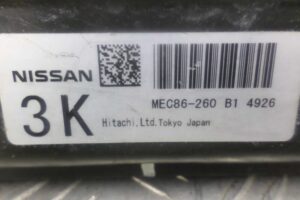 NISSAN
MEC86-260 B1 4926
3K
Hitachi,Ltd.Tokyo Japan